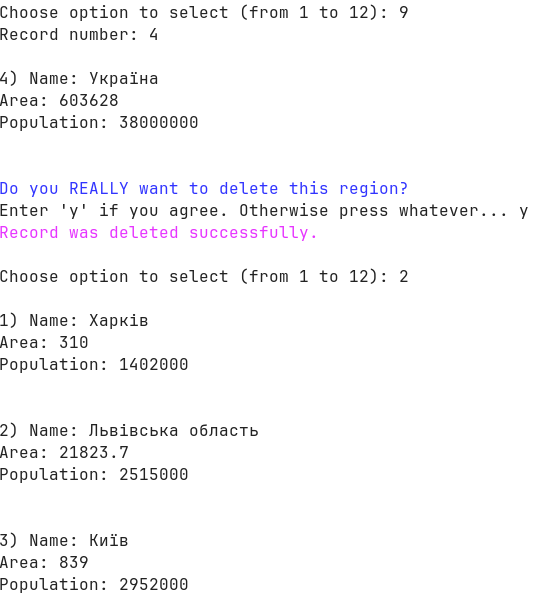 Choose option to select (from 1 to 12): 9
Record number: 4
4) Name: Україна
Area: 603628
Population: 38000000
Do you REALLY want to delete this region?
Enter 'y' if you agree. Otherwise press whatever... y
Record was deleted successfully.
Choose option to select (from 1 to 12): 2
1) Name: Харків
Area: 310
Population: 1402000
2) Name: Львівська область
Area: 21823.7
Population: 2515000
3) Name: Київ
Area: 839
Population: 2952000